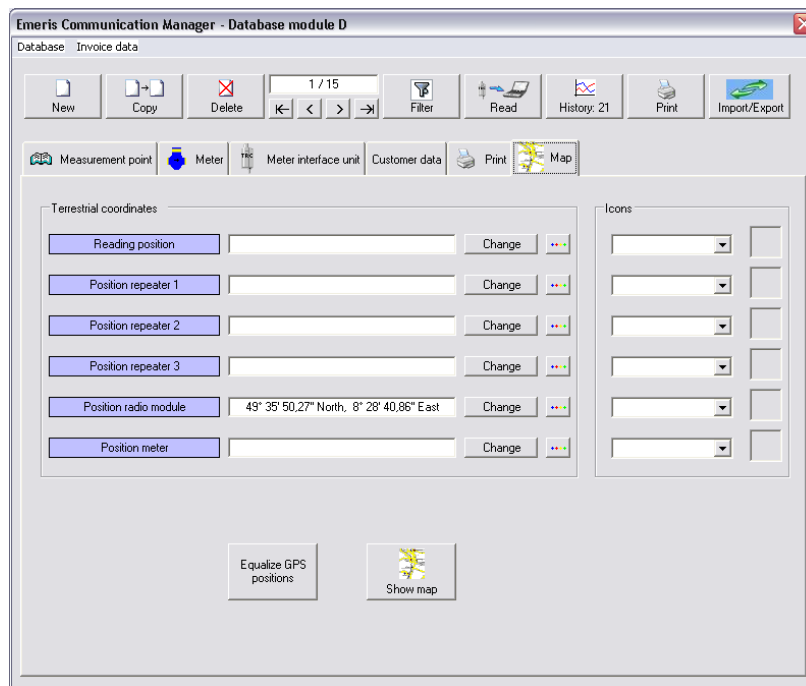 Emeris Communication Manager - Database module D
Database Invoice data
1 / 15
New Copy Delete Filter Read History: 21 Print Import/Export
Measurement point Meter TRC Meter interface unit Customer data Print Map
Terrestrial coordinates Icons
Reading position Change
Position repeater 1 Change
Position repeater 2 Change
Position repeater 3 Change
Position radio module 49° 35' 50,27" North, 8° 28' 40,86" East Change
Position meter Change
Equalize GPS
positions
Show map